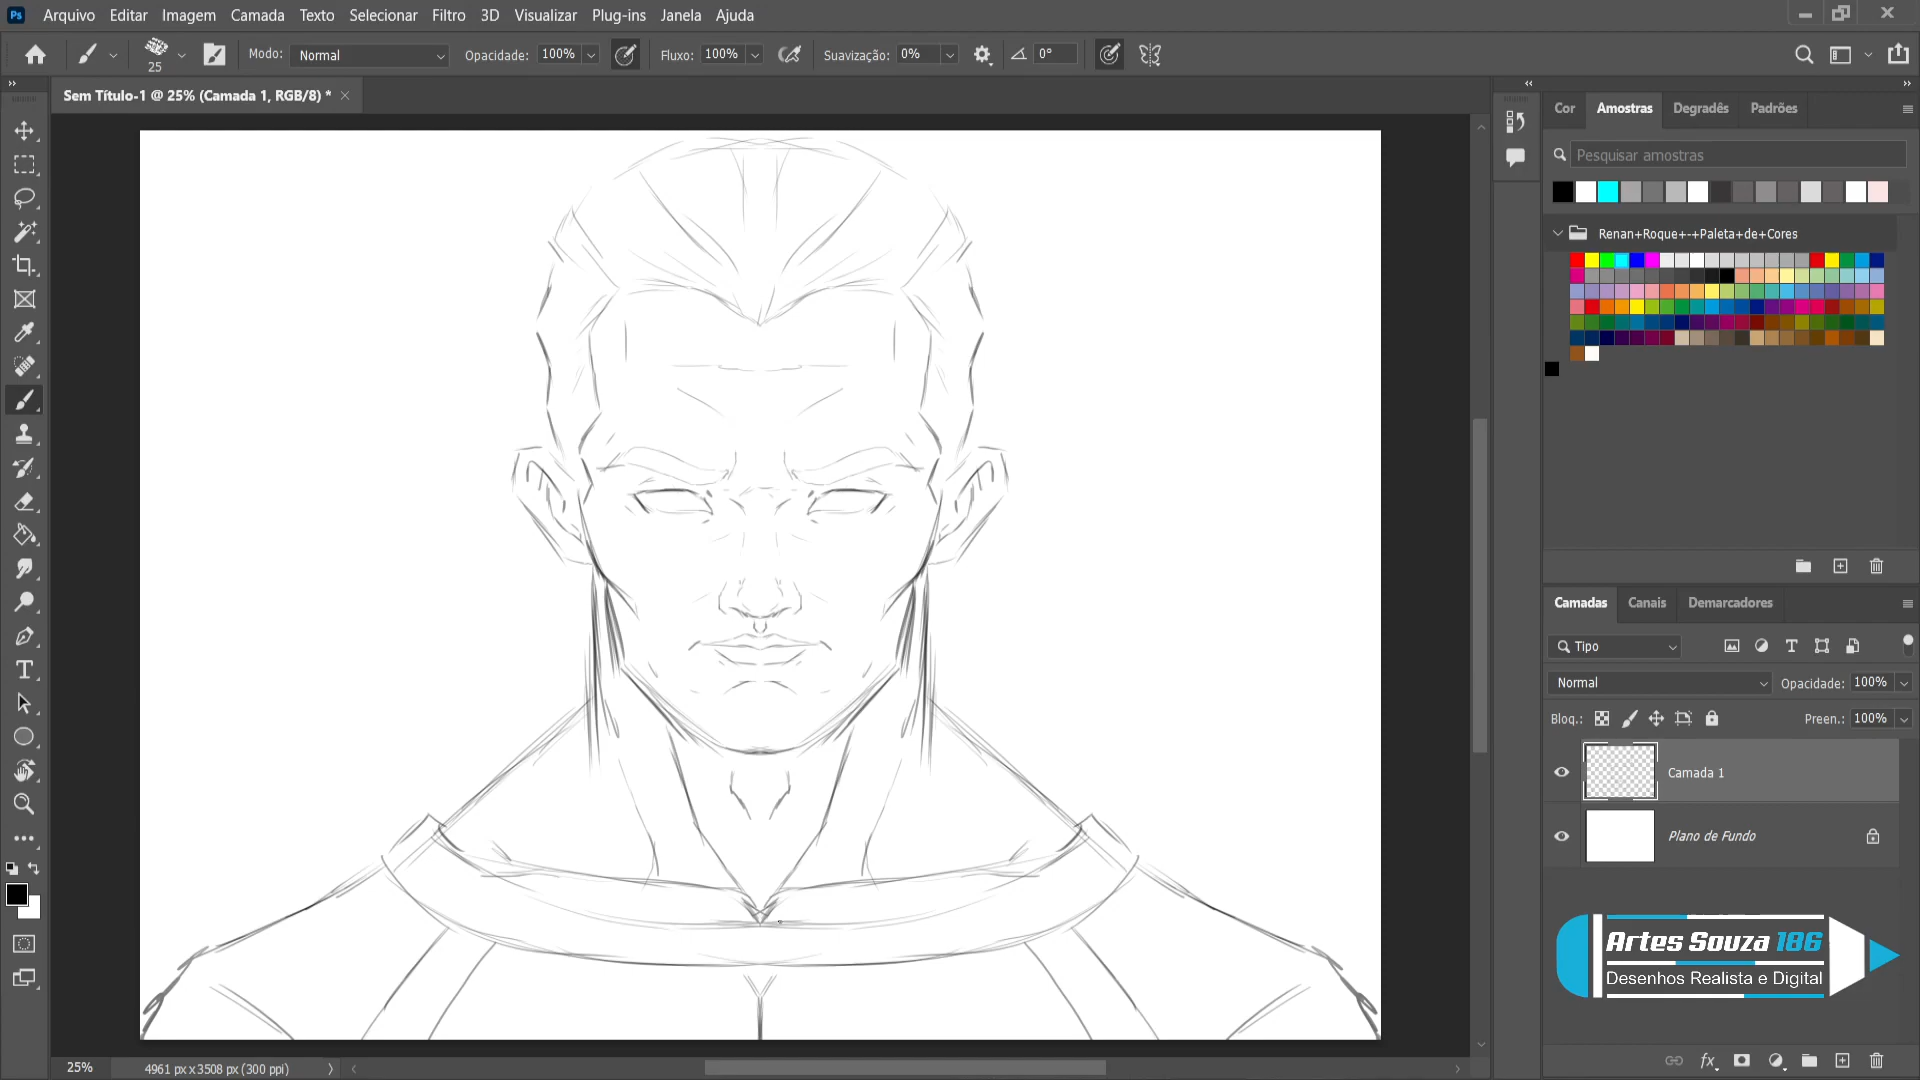 Ps Arquivo Editar Imagem Camada Texto Selecionar Filtro 3D Visualizar Plug-ins Janela Ajuda
25 Modo: Normal Opacidade: 100% Fluxo: 100% Suavização: 0% 0°
Sem Título-1 @ 25% (Camada 1, RGB/8) *
Cor Amostras Degradês Padrões
Pesquisar amostras
Renan+Roque+-+Paleta+de+Cores
Camadas Canais Demarcadores
Tipo
Normal Opacidade: 100%
Bloq.: Preen.: 100%
Camada 1
Plano de Fundo
Artes Souza 186
Desenhos Realista e Digital
25% 4961 px x 3508 px (300 ppi)
fx